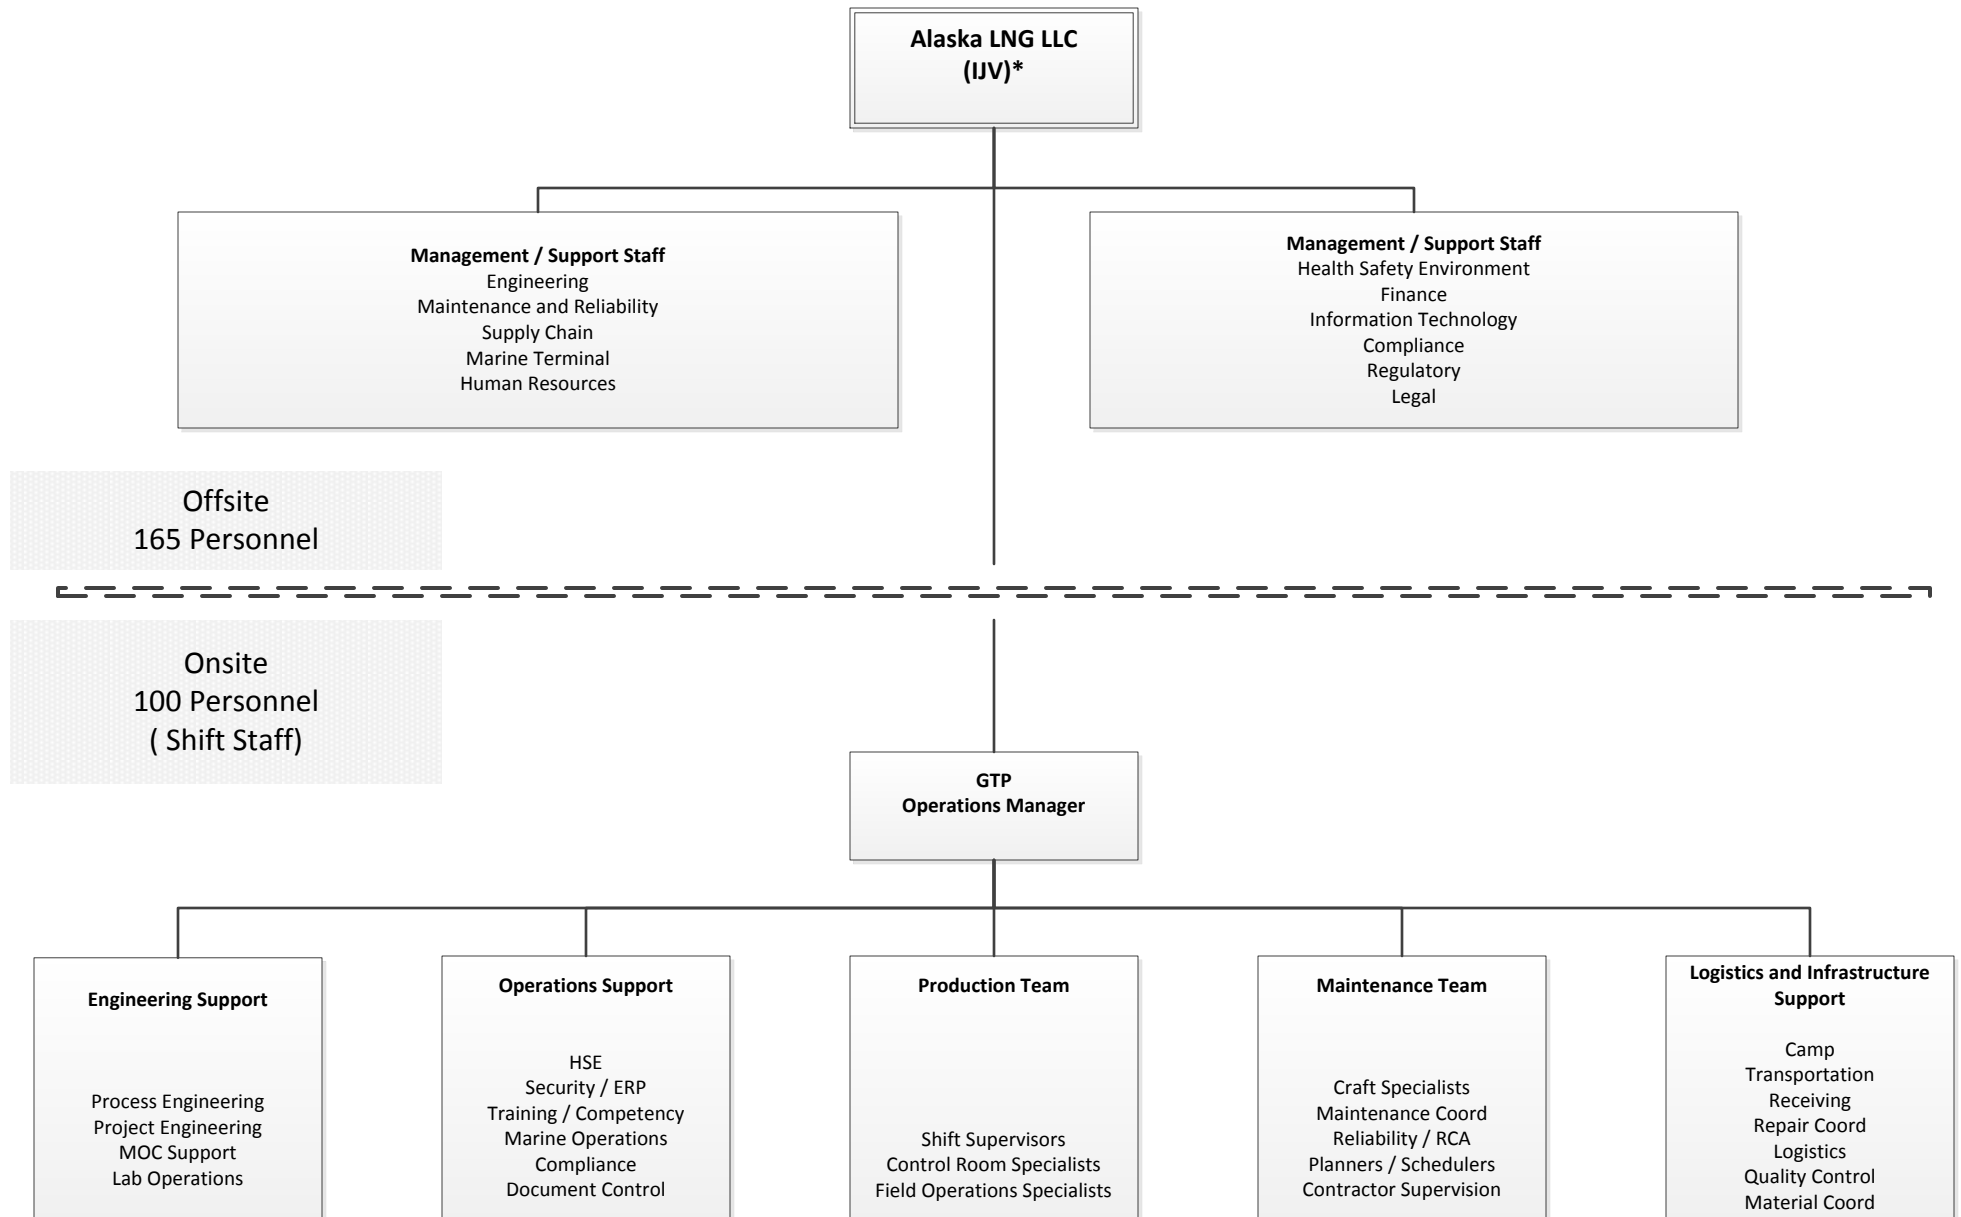 Alaska LNG LLC
(IJV)*
Management / Support Staff
Engineering
Maintenance and Reliability
Supply Chain
Marine Terminal
Human Resources
Management / Support Staff
Health Safety Environment
Finance
Information Technology
Compliance
Regulatory
Legal
Offsite
165 Personnel
Onsite
100 Personnel
( Shift Staff)
GTP
Operations Manager
Engineering Support
Process Engineering
Project Engineering
MOC Support
Lab Operations
Operations Support
HSE
Security / ERP
Training / Competency
Marine Operations
Compliance
Document Control
Production Team
Shift Supervisors
Control Room Specialists
Field Operations Specialists
Maintenance Team
Craft Specialists
Maintenance Coord
Reliability / RCA
Planners / Schedulers
Contractor Supervision
Logistics and Infrastructure
Support
Camp
Transportation
Receiving
Repair Coord
Logistics
Quality Control
Material Coord